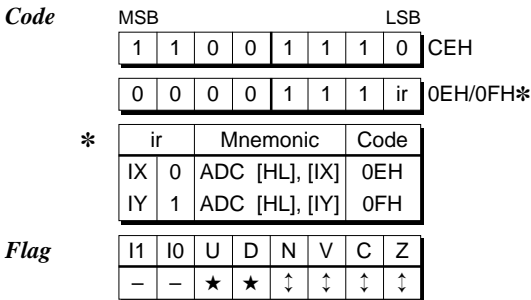 Code MSB LSB
1 1 0 0 1 1 1 0 CEH
0 0 0 0 1 1 1 ir 0EH/0FH*
* ir Mnemonic Code
IX 0 ADC [HL], [IX] 0EH
IY 1 ADC [HL], [IY] 0FH
Flag I1 I0 U D N V C Z
– – ★ ★ ↕ ↕ ↕ ↕